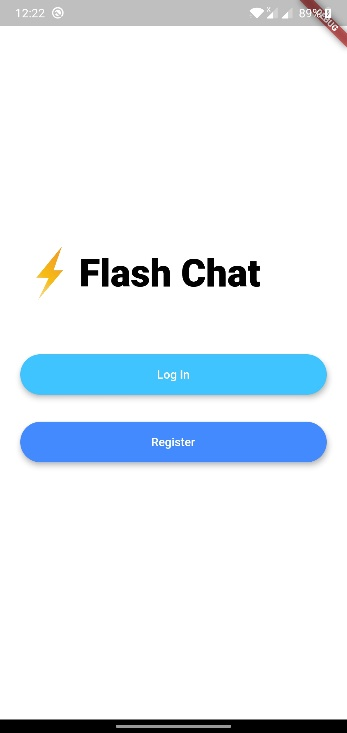 12:22
89%
DEBUG
Flash Chat
Log In
Register